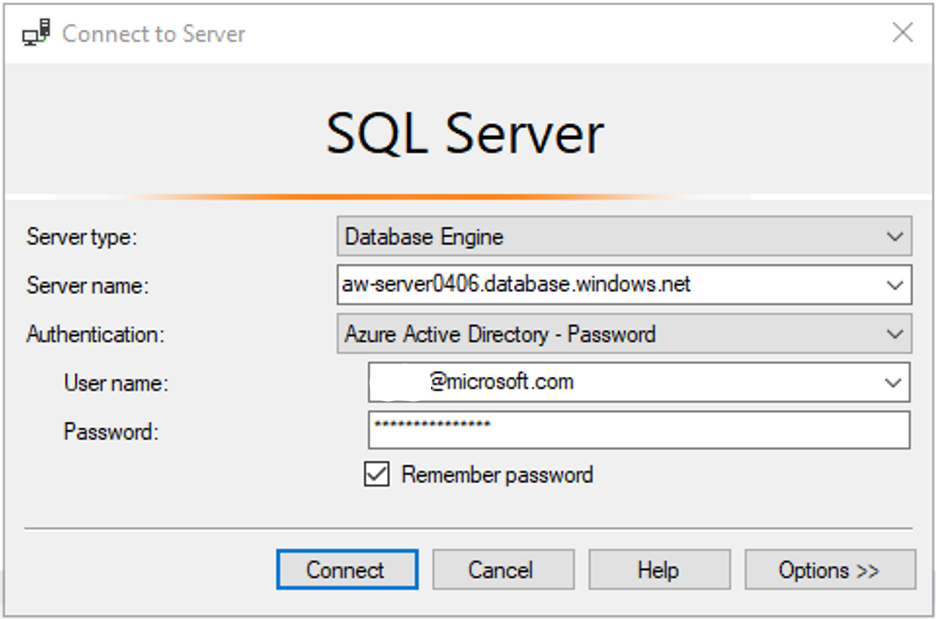 Connect to Server
SQL Server
Server type: Database Engine
Server name: aw-server0406.database.windows.net
Authentication: Azure Active Directory - Password
User name: @microsoft.com
Password: ***************
Remember password
Connect Cancel Help Options >>